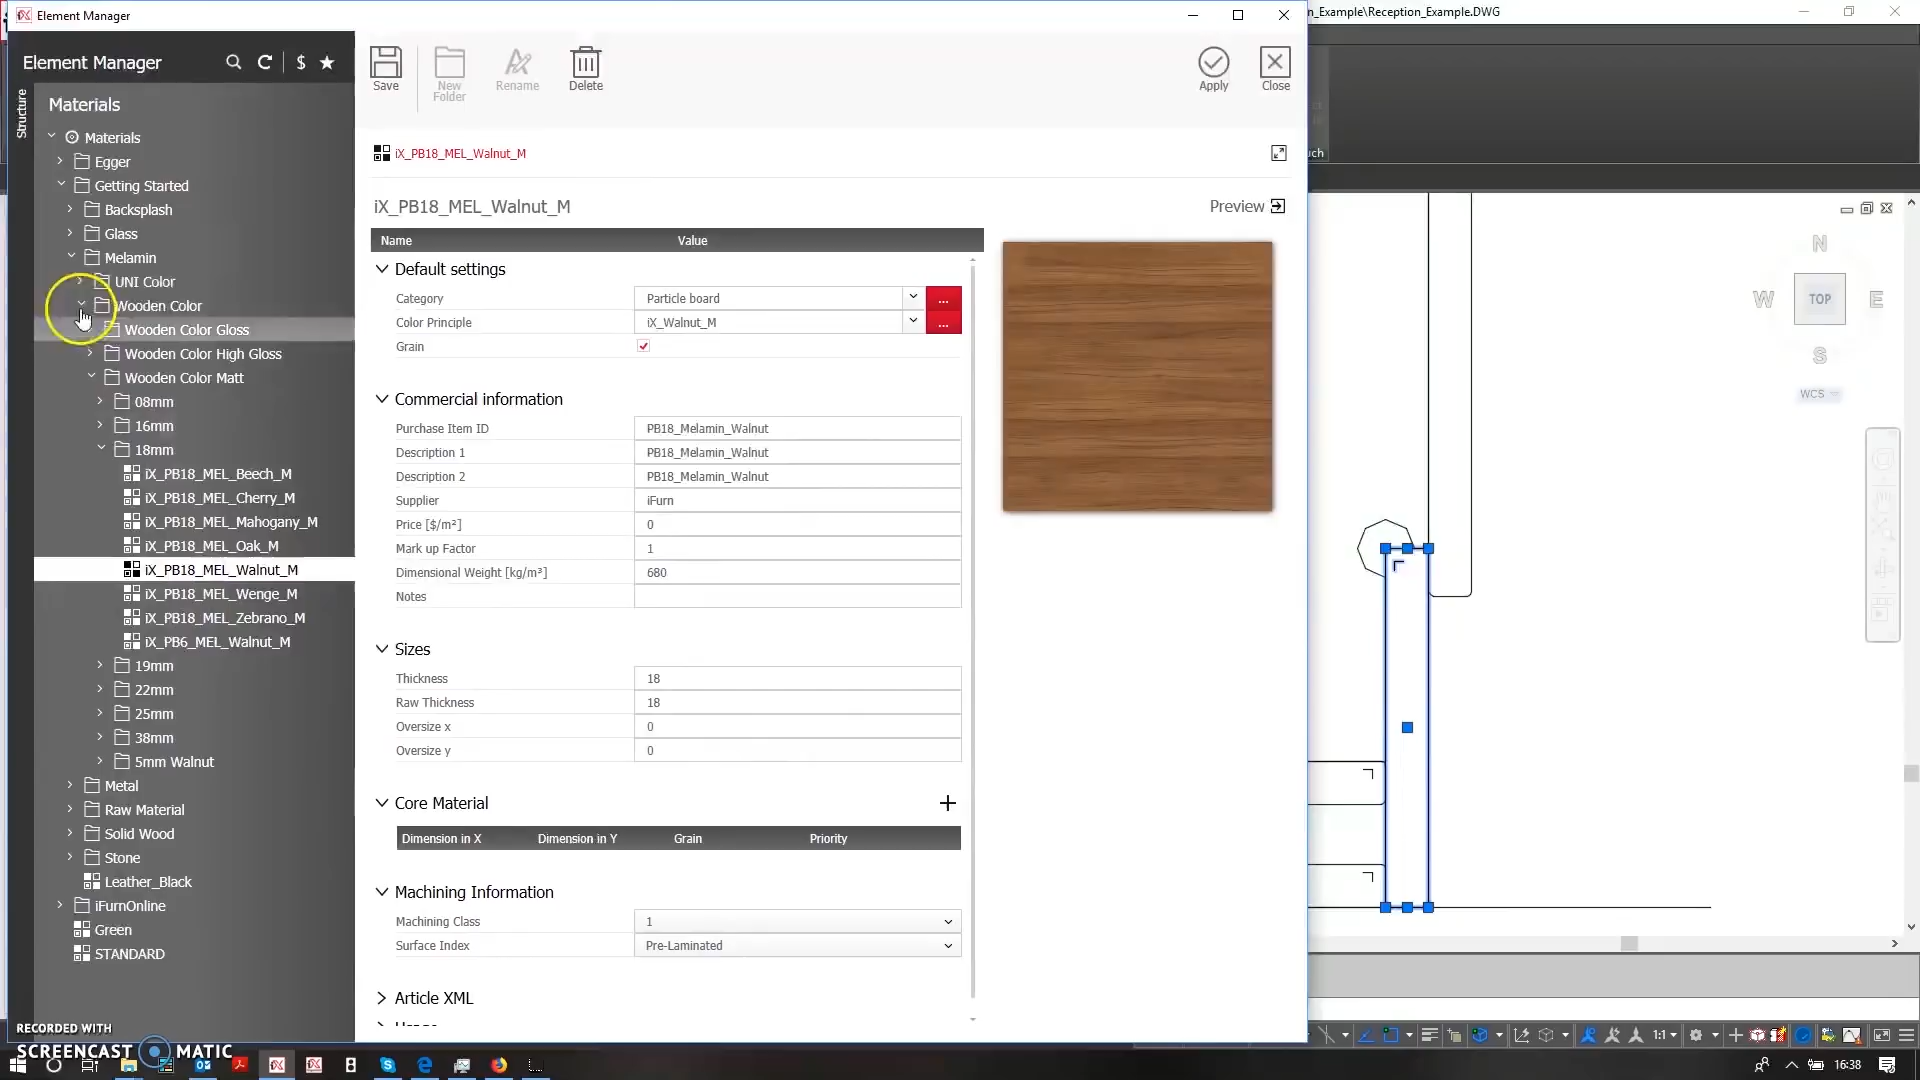 Element Manager
n_Example\Reception_Example.DWG
Element Manager
$
Structure
Materials
Materials
Egger
Getting Started
Backsplash
Glass
Melamin
UNI Color
Wooden Color
Wooden Color Gloss
Wooden Color High Gloss
Wooden Color Matt
08mm
16mm
18mm
iX_PB18_MEL_Beech_M
iX_PB18_MEL_Cherry_M
iX_PB18_MEL_Mahogany_M
iX_PB18_MEL_Oak_M
iX_PB18_MEL_Walnut_M
iX_PB18_MEL_Wenge_M
iX_PB18_MEL_Zebrano_M
iX_PB6_MEL_Walnut_M
19mm
22mm
25mm
38mm
5mm Walnut
Metal
Raw Material
Solid Wood
Stone
Leather_Black
iFurnOnline
Green
STANDARD
Save
New Folder
Rename
Delete
Apply
Close
iX_PB18_MEL_Walnut_M
iX_PB18_MEL_Walnut_M
Preview
Name Value
Default settings
Category Particle board ...
Color Principle iX_Walnut_M ...
Grain
Commercial information
Purchase Item ID PB18_Melamin_Walnut
Description 1 PB18_Melamin_Walnut
Description 2 PB18_Melamin_Walnut
Supplier iFurn
Price [$/m²] 0
Mark up Factor 1
Dimensional Weight [kg/m³] 680
Notes
Sizes
Thickness 18
Raw Thickness 18
Oversize x 0
Oversize y 0
Core Material
Dimension in X Dimension in Y Grain Priority
Machining Information
Machining Class 1
Surface Index Pre-Laminated
Article XML
uch
N
W TOP E
S
WCS
1:1
RECORDED WITH
SCREENCAST MATIC
16:38